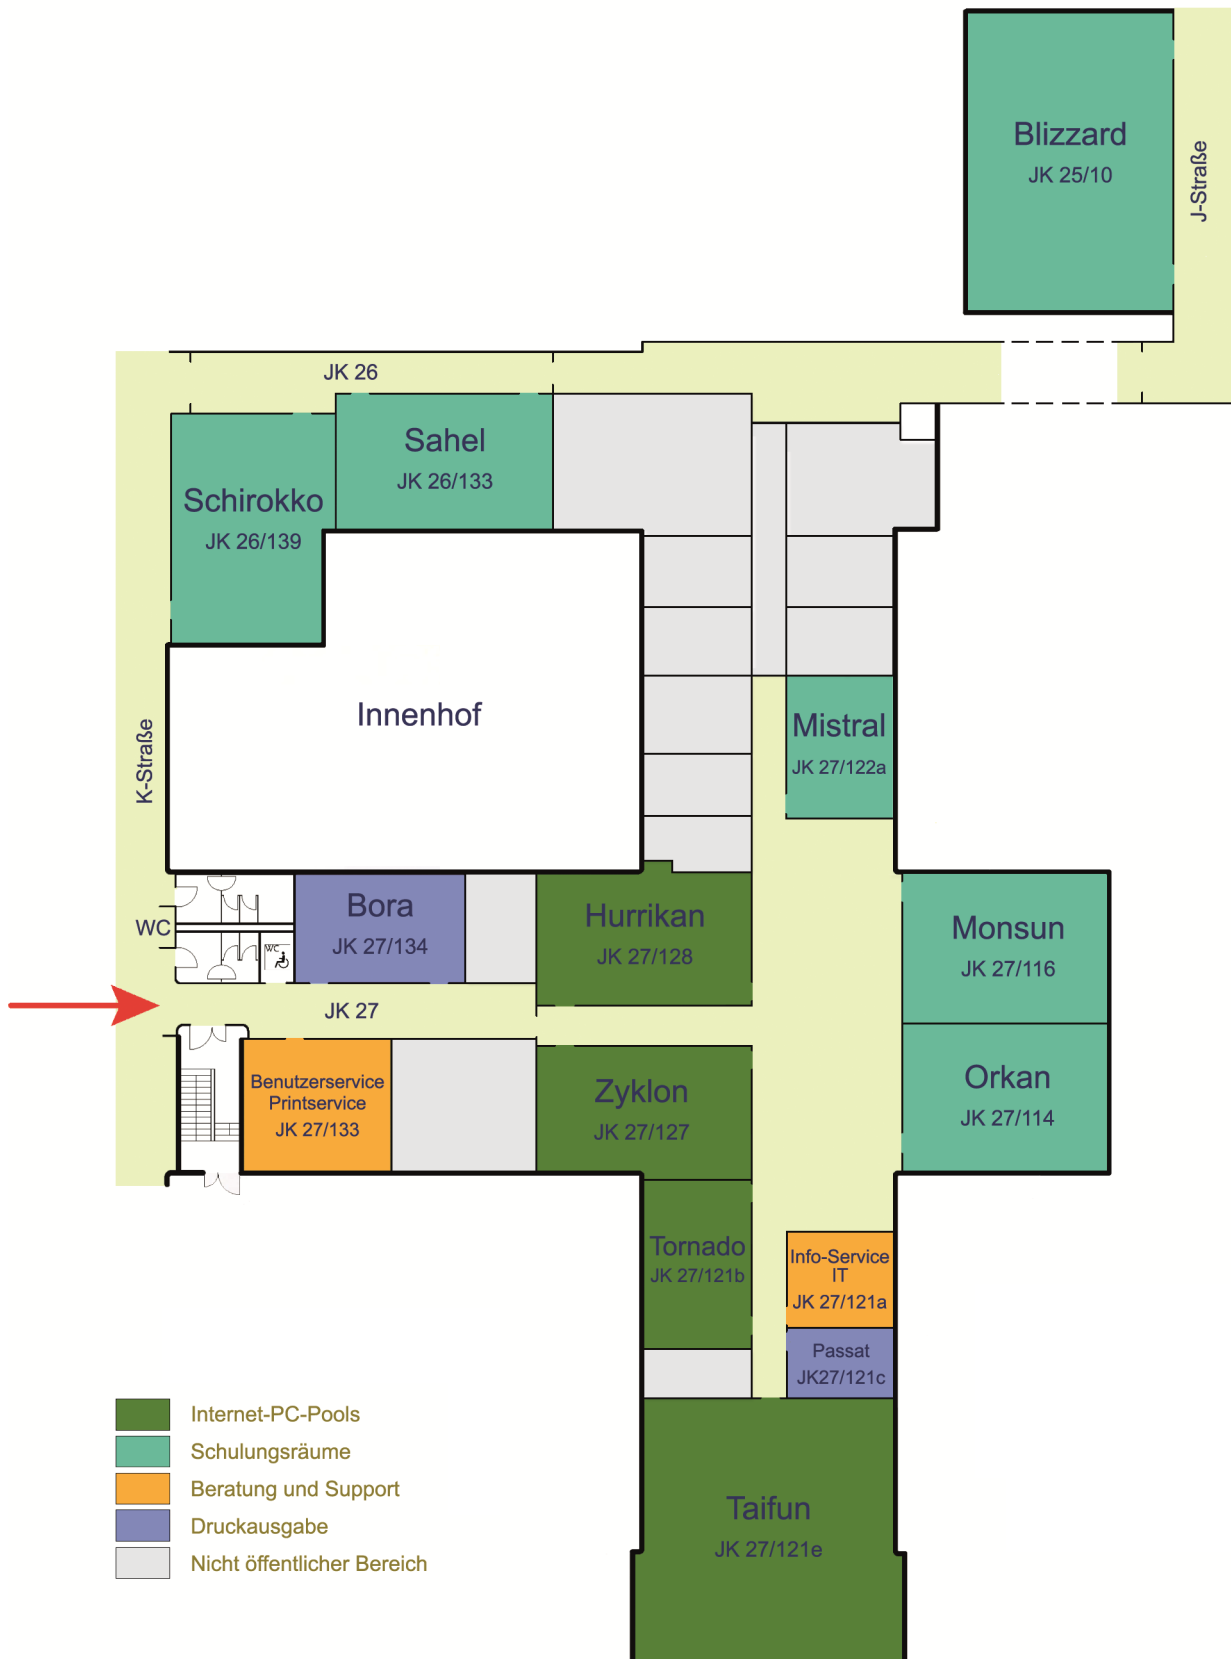 Blizzard
JK 25/10
J-Straße
JK 26
Sahel
JK 26/133
Schirokko
JK 26/139
Innenhof
K-Straße
Mistral
JK 27/122a
WC
WC
Bora
JK 27/134
Hurrikan
JK 27/128
Monsun
JK 27/116
JK 27
Benutzerservice
Printservice
JK 27/133
Zyklon
JK 27/127
Orkan
JK 27/114
Tornado
JK 27/121b
Info-Service
IT
JK 27/121a
Passat
JK27/121c
Taifun
JK 27/121e
Internet-PC-Pools
Schulungsräume
Beratung und Support
Druckausgabe
Nicht öffentlicher Bereich